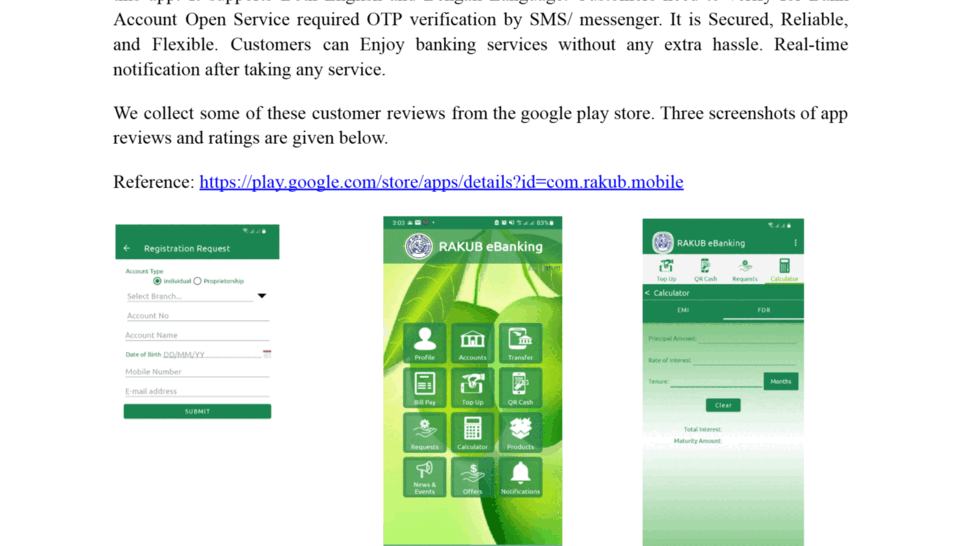 Account Open Service required OTP verification by SMS/ messenger. It is Secured, Reliable,
and Flexible. Customers can Enjoy banking services without any extra hassle. Real-time
notification after taking any service.
We collect some of these customer reviews from the google play store. Three screenshots of app
reviews and ratings are given below.
Reference: https://play.google.com/store/apps/details?id=com.rakub.mobile
Registration Request
Account Type
Individual Proprietorship
Select Branch...
Account No
Account Name
Date of Birth DD/MM/YY
Mobile Number
E-mail address
SUBMIT
3:03 83%
RAKUB eBanking
Profile Accounts Transfer
Bill Pay Top Up QR Cash
Requests Calculator Products
News & Events Offers Notifications
RAKUB eBanking
Top Up QR Cash Requests Calculator
< Calculator
EMI FDR
Principal Amount:
Rate of Interest:
Tenure: Months
Clear
Total Interest:
Maturity Amount: